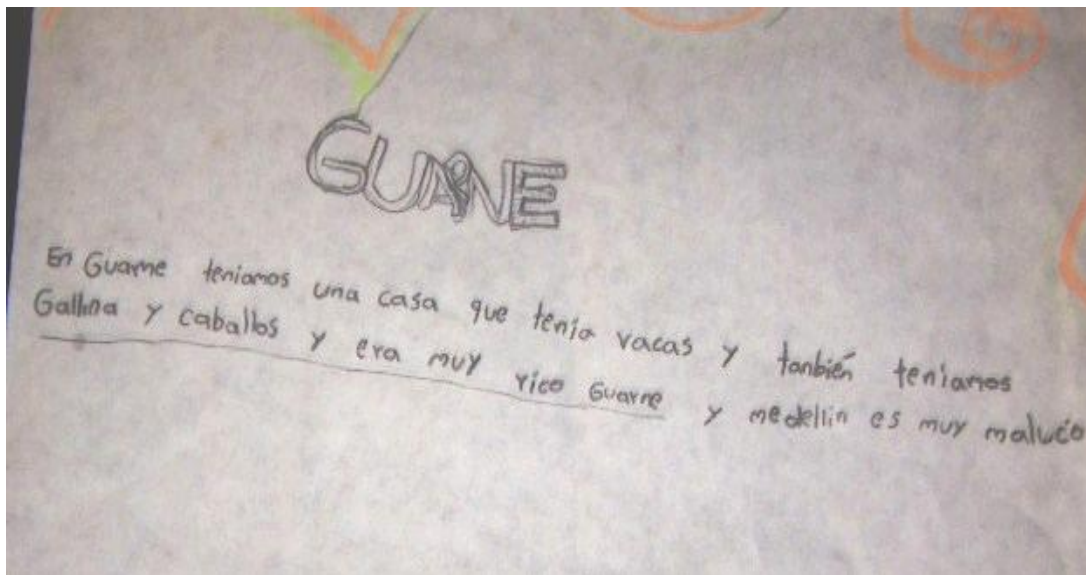 GUARNE
En Guarne teniamos una casa que tenia vacas y tanbién teniamos
Gallina y caballos y era muy rico Guarne y medellin es muy maluco